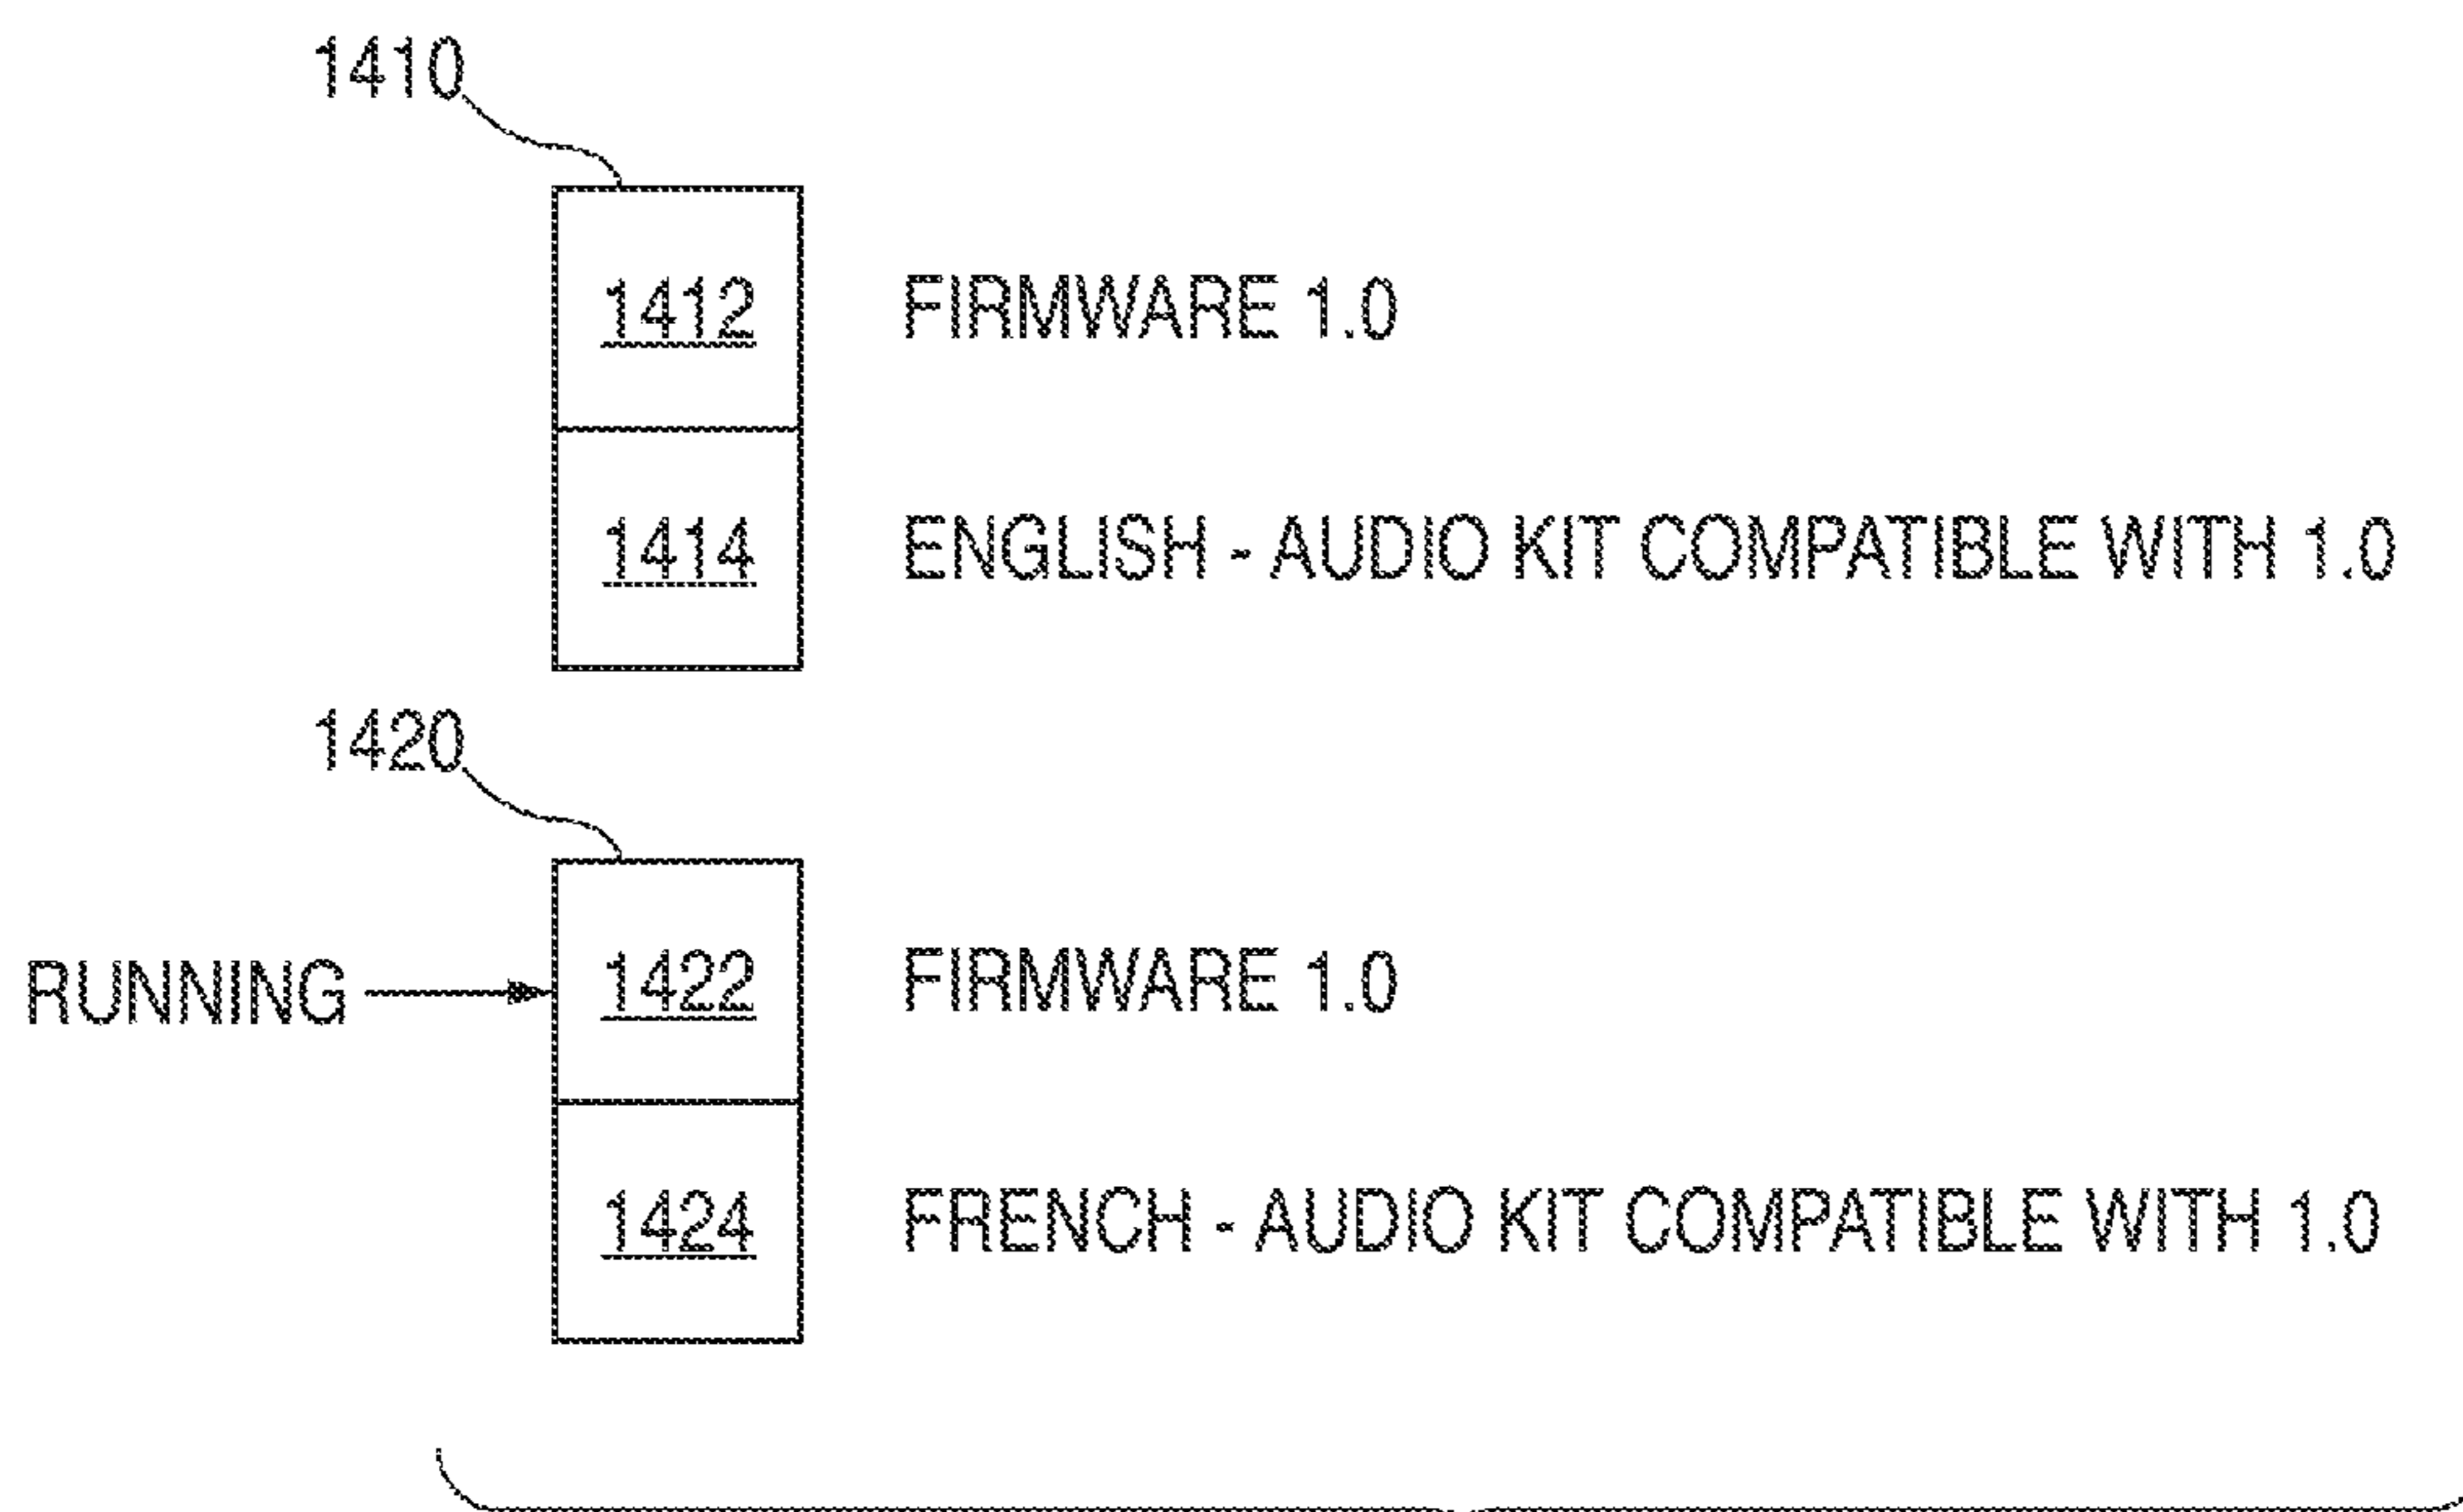 1410
1412 FIRMWARE 1.0
1414 ENGLISH - AUDIO KIT COMPATIBLE WITH 1.0
1420
RUNNING 1422 FIRMWARE 1.0
1424 FRENCH - AUDIO KIT COMPATIBLE WITH 1.0